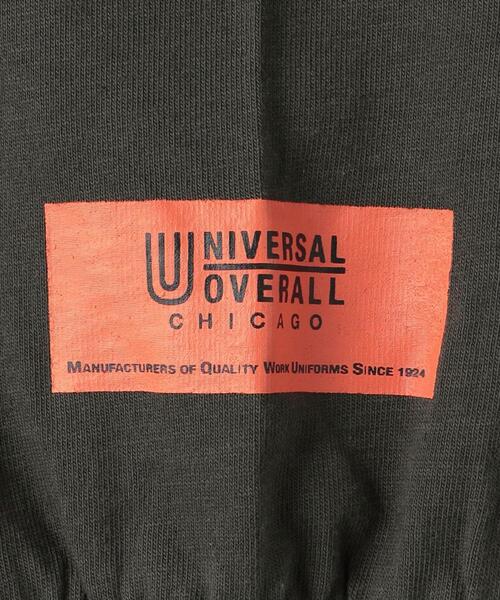 UNIVERSAL
OVERALL
CHICAGO
MANUFACTURERS OF QUALITY WORK UNIFORMS SINCE 1924